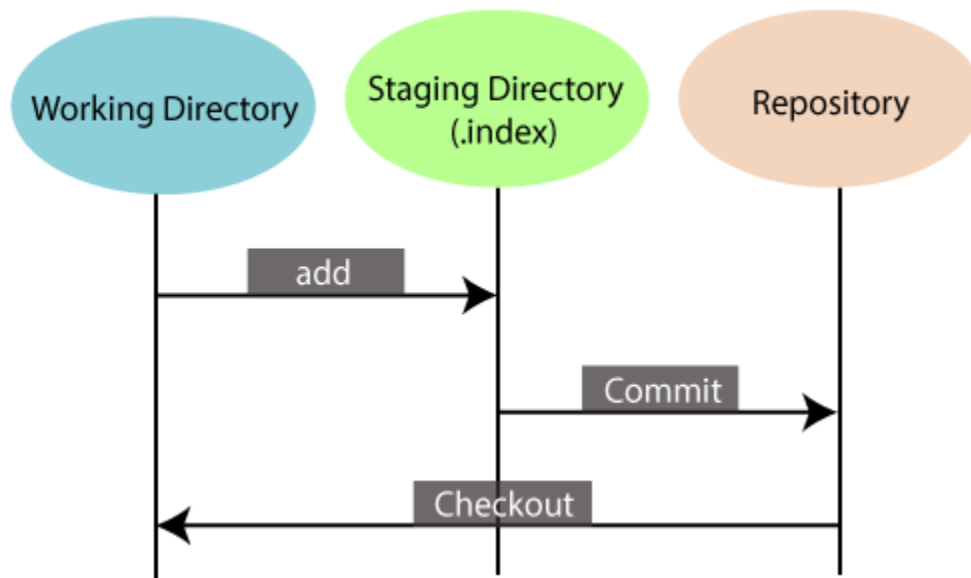 Working Directory
Staging Directory
(.index)
Repository
add
Commit
Checkout